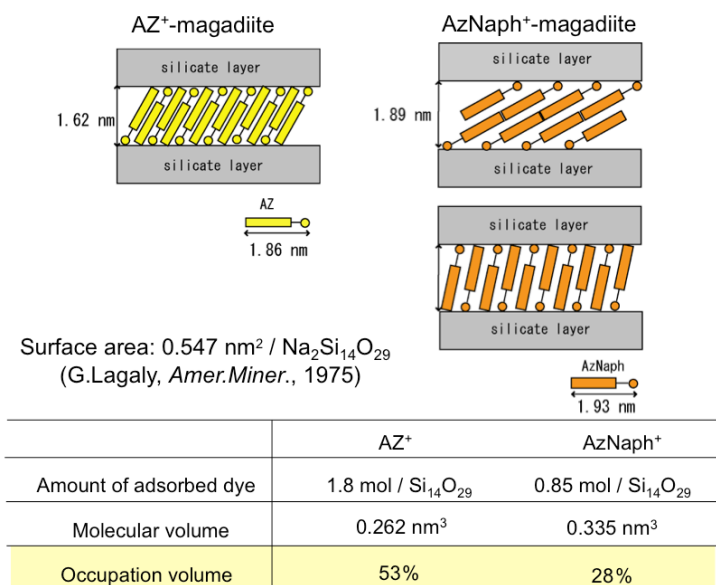 AZ⁺-magadiite
silicate layer
1.62 nm
silicate layer
AZ
1.86 nm
AzNaph⁺-magadiite
silicate layer
1.89 nm
silicate layer
silicate layer
silicate layer
AzNaph
1.93 nm
Surface area: 0.547 nm² / Na₂Si₁₄O₂₉
(G.Lagaly, Amer.Miner., 1975)
AZ⁺ AzNaph⁺
Amount of adsorbed dye 1.8 mol / Si₁₄O₂₉ 0.85 mol / Si₁₄O₂₉
Molecular volume 0.262 nm³ 0.335 nm³
Occupation volume 53% 28%